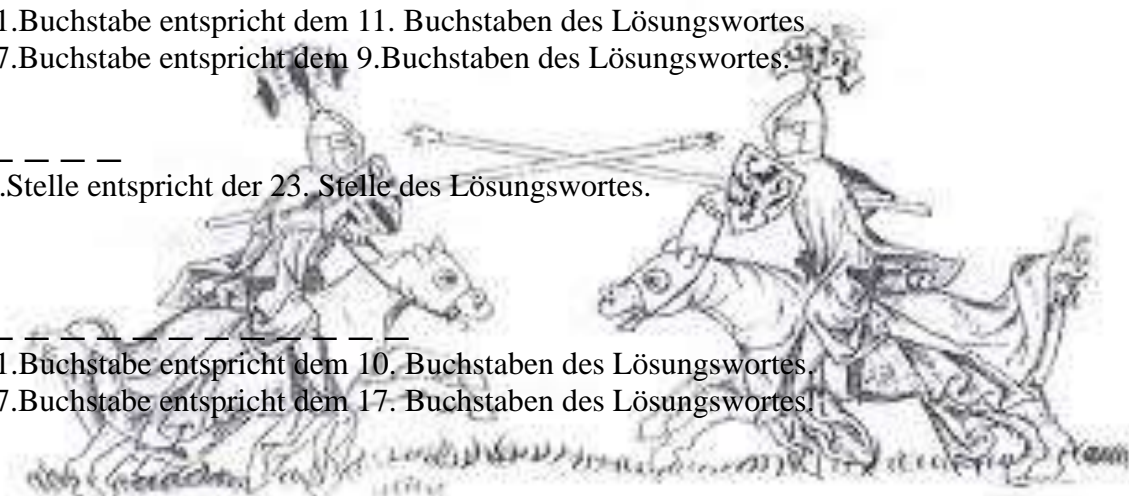 1.Buchstabe entspricht dem 11. Buchstaben des Lösungswortes
7.Buchstabe entspricht dem 9.Buchstaben des Lösungswortes.
_ _ _ _
.Stelle entspricht der 23. Stelle des Lösungswortes.
_ _ _ _ _ _ _ _ _ _ _ _
1.Buchstabe entspricht dem 10. Buchstaben des Lösungswortes.
7.Buchstabe entspricht dem 17. Buchstaben des Lösungswortes.